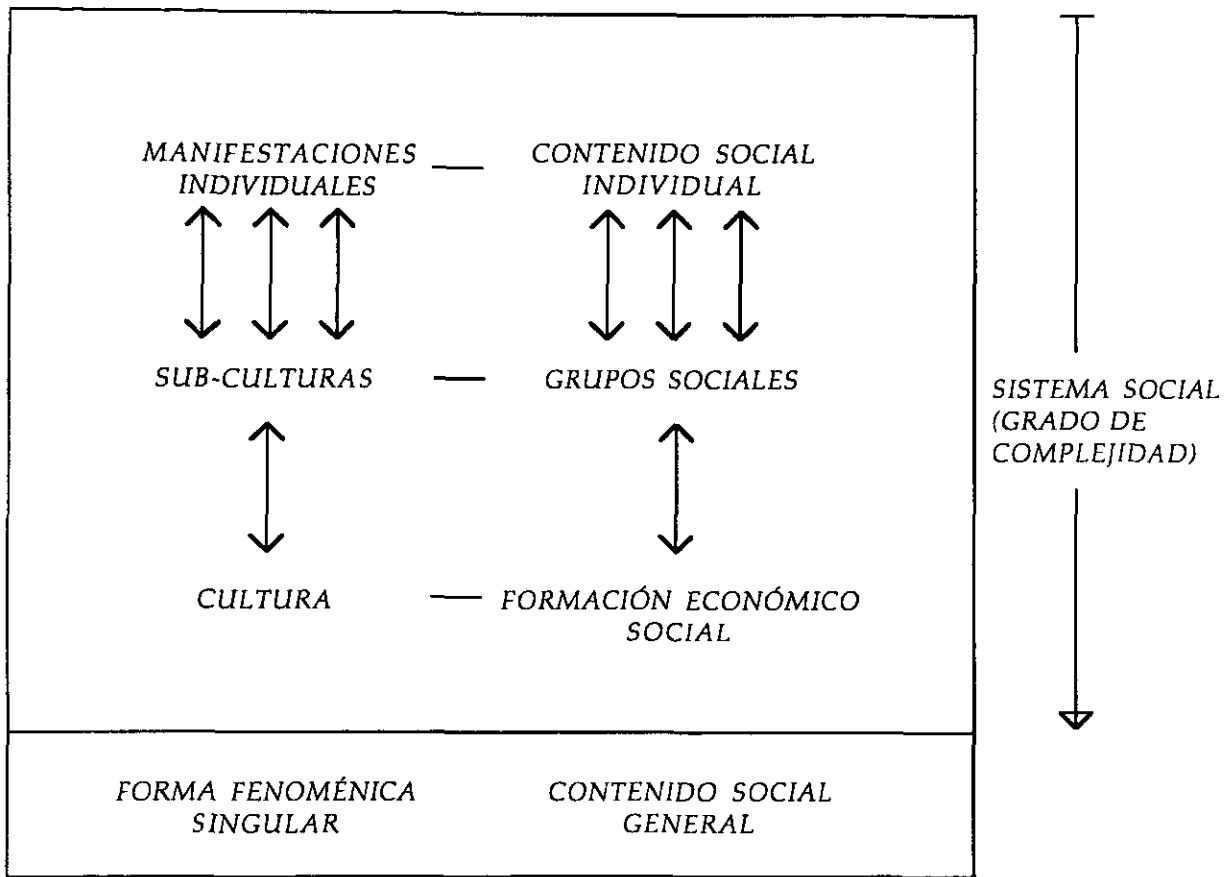 MANIFESTACIONES
INDIVIDUALES
CONTENIDO SOCIAL
INDIVIDUAL
SUB-CULTURAS
GRUPOS SOCIALES
SISTEMA SOCIAL
(GRADO DE
COMPLEJIDAD)
CULTURA
FORMACIÓN ECONÓMICO
SOCIAL
FORMA FENOMÉNICA
SINGULAR
CONTENIDO SOCIAL
GENERAL